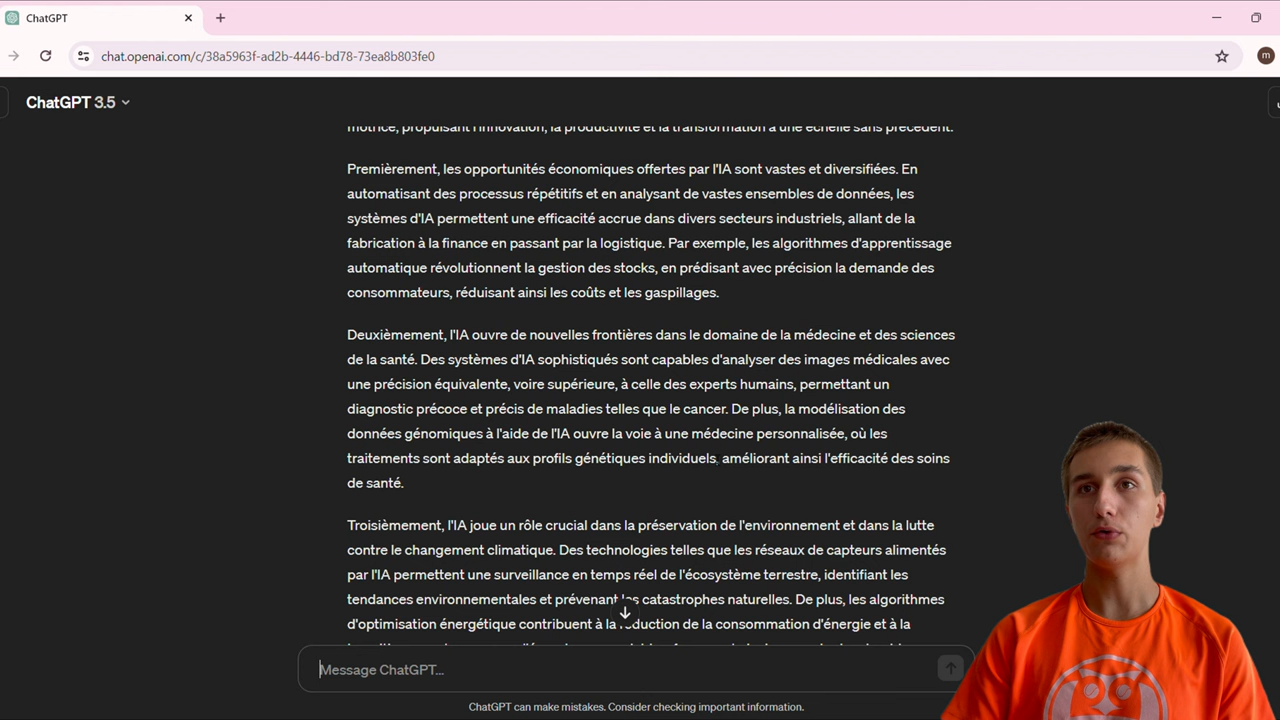 ChatGPT
chat.openai.com/c/38a5963f-ad2b-4446-bd78-73ea8b803fe0
m
ChatGPT 3.5
motrice, propulsant l'innovation, la productivité et la transformation à une échelle sans précédent.
Premièrement, les opportunités économiques offertes par l'IA sont vastes et diversifiées. En
automatisant des processus répétitifs et en analysant de vastes ensembles de données, les
systèmes d'IA permettent une efficacité accrue dans divers secteurs industriels, allant de la
fabrication à la finance en passant par la logistique. Par exemple, les algorithmes d'apprentissage
automatique révolutionnent la gestion des stocks, en prédisant avec précision la demande des
consommateurs, réduisant ainsi les coûts et les gaspillages.
Deuxièmement, l'IA ouvre de nouvelles frontières dans le domaine de la médecine et des sciences
de la santé. Des systèmes d'IA sophistiqués sont capables d'analyser des images médicales avec
une précision équivalente, voire supérieure, à celle des experts humains, permettant un
diagnostic précoce et précis de maladies telles que le cancer. De plus, la modélisation des
données génomiques à l'aide de l'IA ouvre la voie à une médecine personnalisée, où les
traitements sont adaptés aux profils génétiques individuels, améliorant ainsi l'efficacité des soins
de santé.
Troisièmement, l'IA joue un rôle crucial dans la préservation de l'environnement et dans la lutte
contre le changement climatique. Des technologies telles que les réseaux de capteurs alimentés
par l'IA permettent une surveillance en temps réel de l'écosystème terrestre, identifiant les
tendances environnementales et prévenant les catastrophes naturelles. De plus, les algorithmes
d'optimisation énergétique contribuent à la réduction de la consommation d'énergie et à la
Message ChatGPT...
ChatGPT can make mistakes. Consider checking important information.